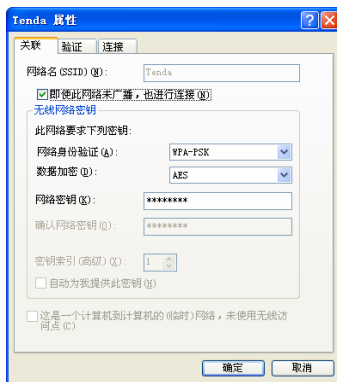 Tenda 属性
关联 验证 连接
网络名(SSID)(N): Tenda
即使此网络未广播，也进行连接(N)
无线网络密钥
此网络要求下列密钥:
网络身份验证(A): WPA-PSK
数据加密(D): AES
网络密钥(K): ********
确认网络密钥(O): ********
密钥索引(高级)(X): 1
自动为我提供此密钥(H)
这是一个计算机到计算机的(临时)网络，未使用无线访
问点(C)
确定 取消